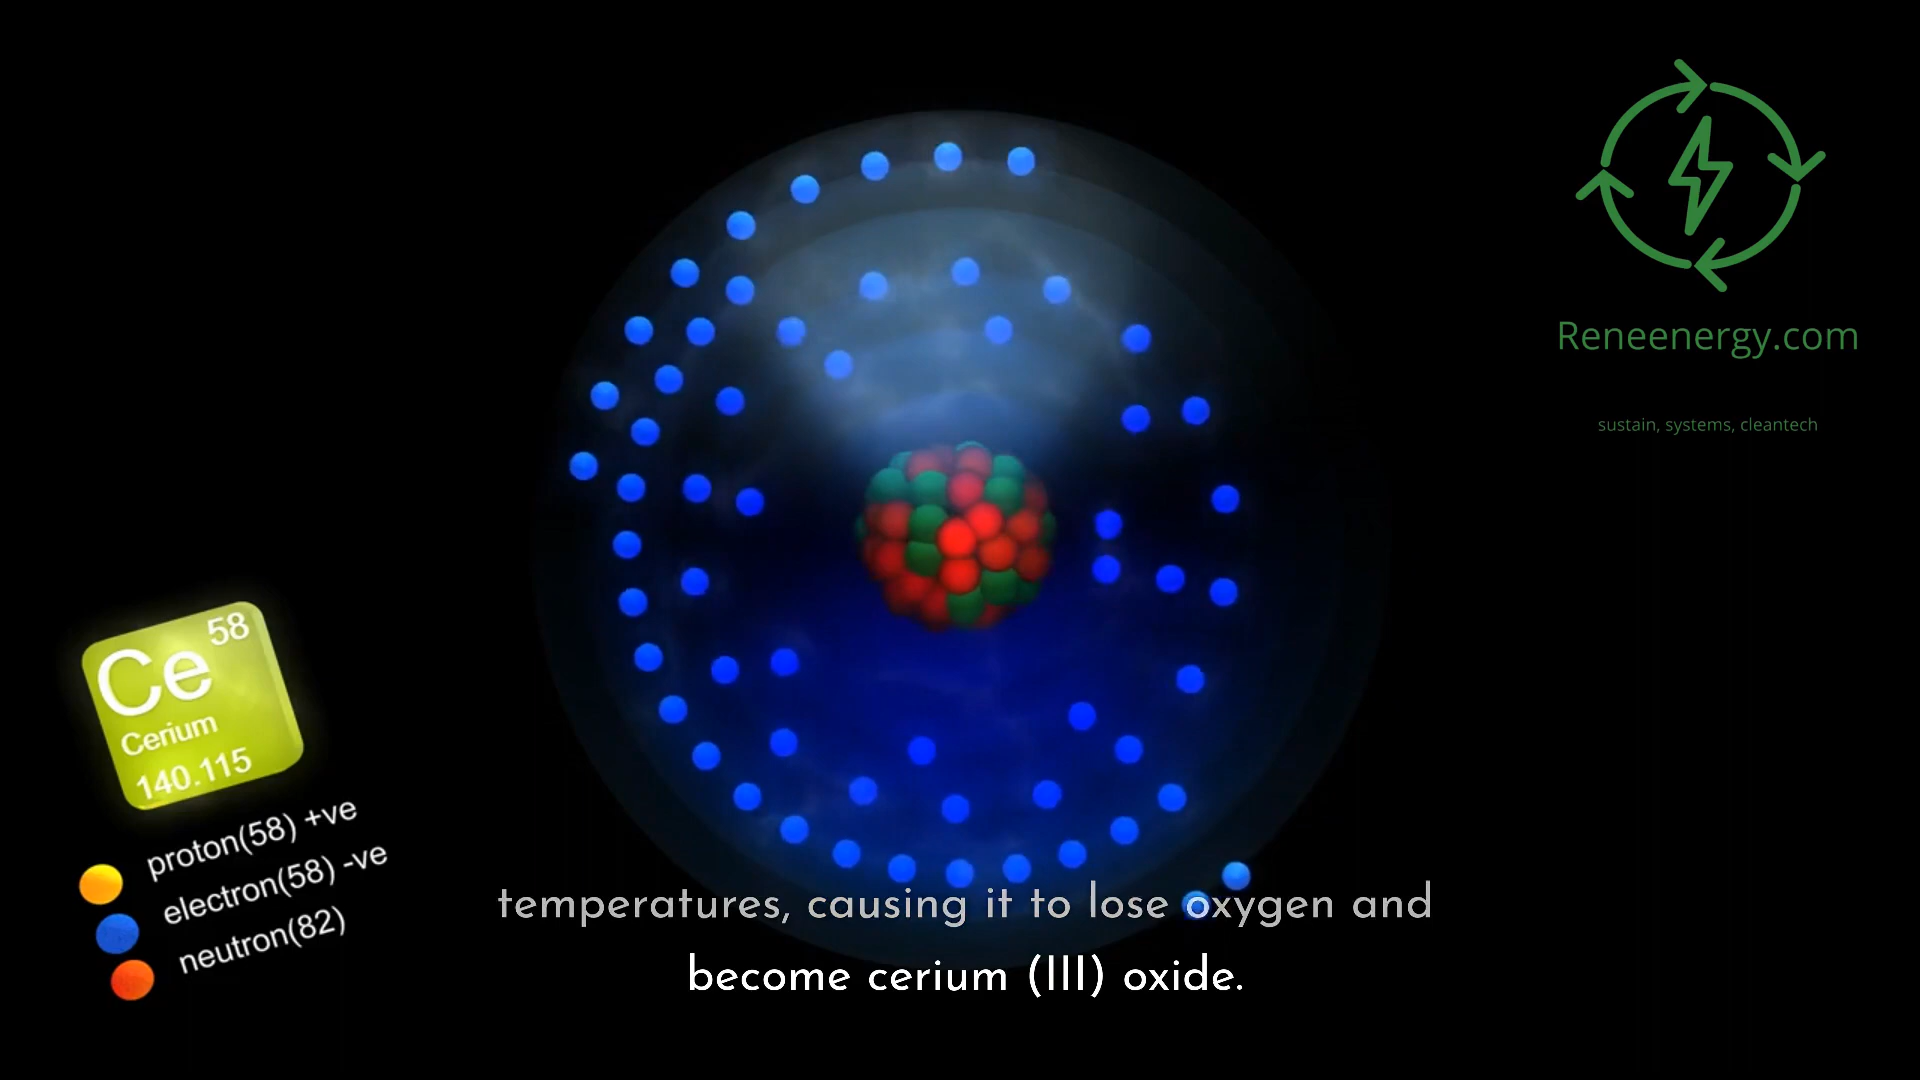 Reneenergy.com
sustain, systems, cleantech
58
Ce
Cerium
140.115
proton(58) +ve
electron(58) -ve
neutron(82)
temperatures, causing it to lose oxygen and
become cerium (III) oxide.